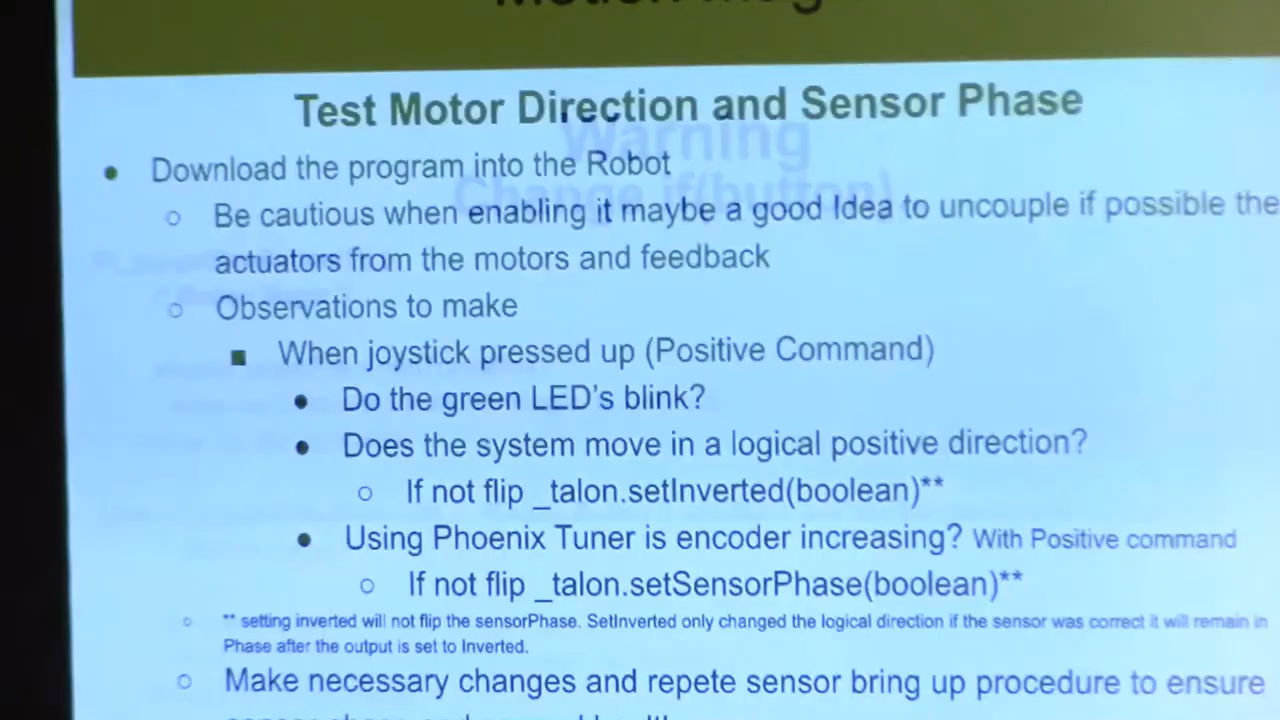 Test Motor Direction and Sensor Phase
Warning
● Download the program into the Robot
Change if(button)
○ Be cautious when enabling it maybe a good Idea to uncouple if possible the
actuators from the motors and feedback
○ Observations to make
■ When joystick pressed up (Positive Command)
● Do the green LED's blink?
● Does the system move in a logical positive direction?
○ If not flip _talon.setInverted(boolean)**
● Using Phoenix Tuner is encoder increasing? With Positive command
○ If not flip _talon.setSensorPhase(boolean)**
○ ** setting inverted will not flip the sensorPhase. SetInverted only changed the logical direction if the sensor was correct it will remain in
Phase after the output is set to Inverted.
○ Make necessary changes and repete sensor bring up procedure to ensure